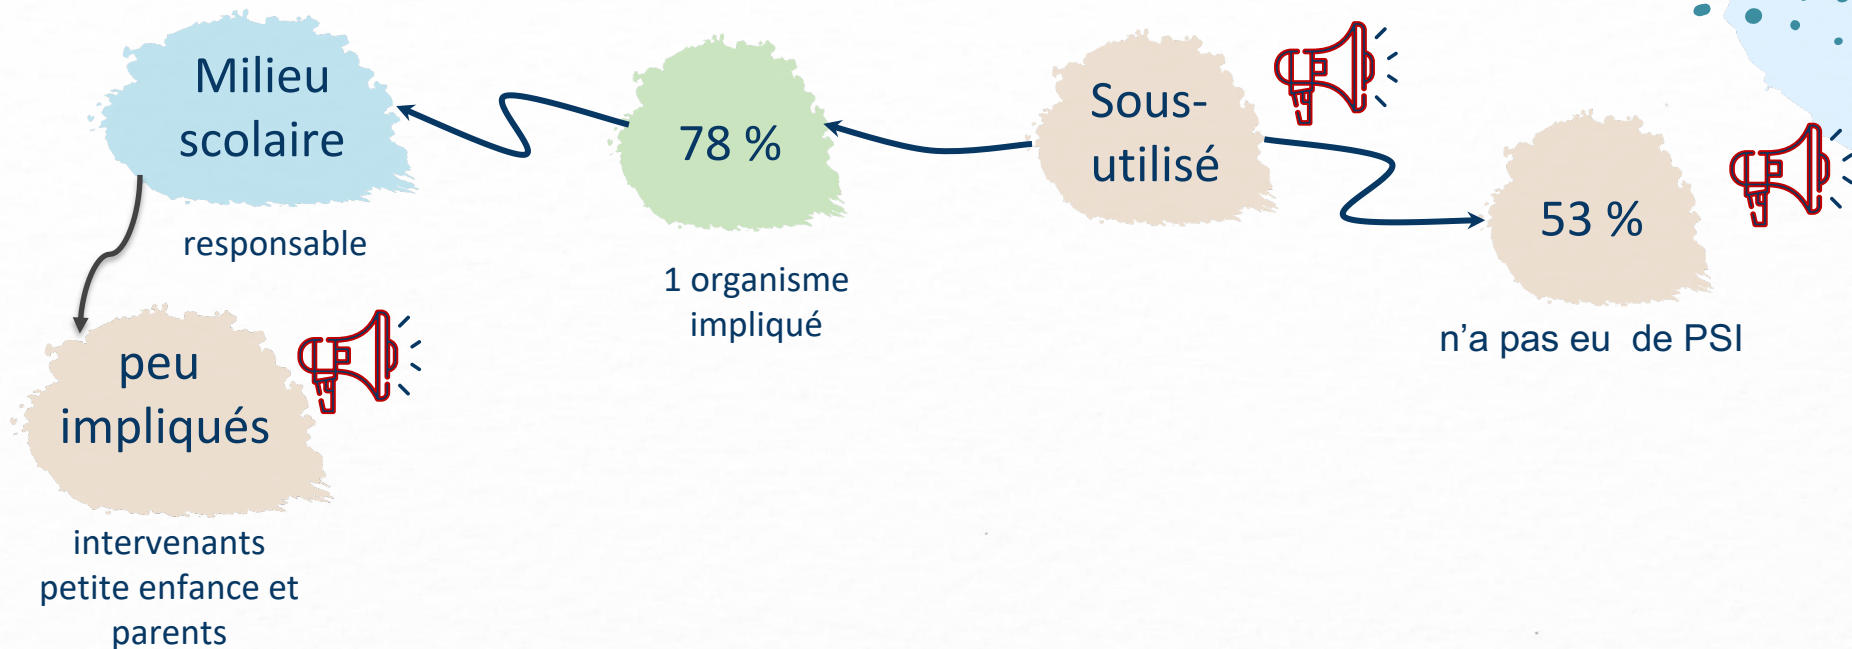 Milieu
scolaire
responsable
peu
impliqués
intervenants
petite enfance et
parents
78 %
1 organisme
impliqué
Sous-
utilisé
53 %
n'a pas eu  de PSI